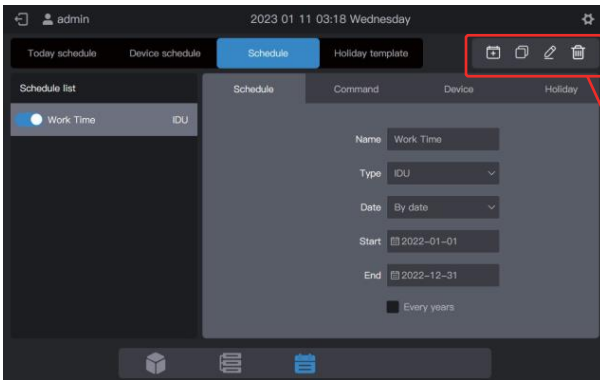 admin 2023 01 11 03:18 Wednesday
Today schedule Device schedule Schedule Holiday template
Schedule list Schedule Command Device Holiday
Work Time IDU
Name Work Time
Type IDU
Date By date
Start 2022-01-01
End 2022-12-31
Every years